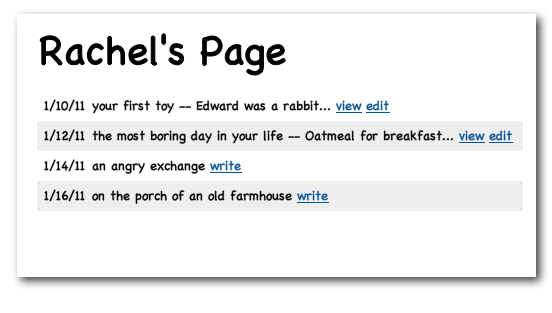 Rachel's Page
1/10/11 your first toy -- Edward was a rabbit... view edit
1/12/11 the most boring day in your life -- Oatmeal for breakfast... view edit
1/14/11 an angry exchange write
1/16/11 on the porch of an old farmhouse write